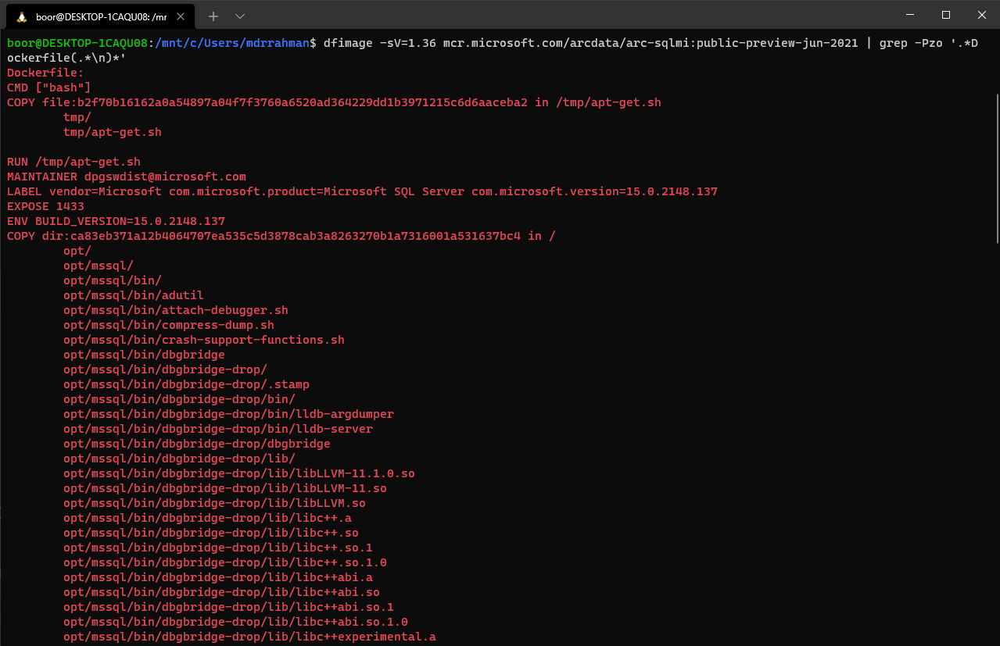 boor@DESKTOP-1CAQU08: /mr
boor@DESKTOP-1CAQU08:/mnt/c/Users/mdrrahman$ dfimage -sV=1.36 mcr.microsoft.com/arcdata/arc-sqlmi:public-preview-jun-2021 | grep -Pzo '.*D
ockerfile(.*\n)*'
Dockerfile:
CMD ["bash"]
COPY file:b2f70b16162a0a54897a04f7f3760a6520ad364229dd1b3971215c6d6aaceba2 in /tmp/apt-get.sh
tmp/
tmp/apt-get.sh
RUN /tmp/apt-get.sh
MAINTAINER dpgswdist@microsoft.com
LABEL vendor=Microsoft com.microsoft.product=Microsoft SQL Server com.microsoft.version=15.0.2148.137
EXPOSE 1433
ENV BUILD_VERSION=15.0.2148.137
COPY dir:ca83eb371a12b4064707ea535c5d3878cab3a8263270b1a7316001a531637bc4 in /
opt/
opt/mssql/
opt/mssql/bin/
opt/mssql/bin/adutil
opt/mssql/bin/attach-debugger.sh
opt/mssql/bin/compress-dump.sh
opt/mssql/bin/crash-support-functions.sh
opt/mssql/bin/dbgbridge
opt/mssql/bin/dbgbridge-drop/
opt/mssql/bin/dbgbridge-drop/.stamp
opt/mssql/bin/dbgbridge-drop/bin/
opt/mssql/bin/dbgbridge-drop/bin/lldb-argdumper
opt/mssql/bin/dbgbridge-drop/bin/lldb-server
opt/mssql/bin/dbgbridge-drop/dbgbridge
opt/mssql/bin/dbgbridge-drop/lib/
opt/mssql/bin/dbgbridge-drop/lib/libLLVM-11.1.0.so
opt/mssql/bin/dbgbridge-drop/lib/libLLVM-11.so
opt/mssql/bin/dbgbridge-drop/lib/libLLVM.so
opt/mssql/bin/dbgbridge-drop/lib/libc++.a
opt/mssql/bin/dbgbridge-drop/lib/libc++.so
opt/mssql/bin/dbgbridge-drop/lib/libc++.so.1
opt/mssql/bin/dbgbridge-drop/lib/libc++.so.1.0
opt/mssql/bin/dbgbridge-drop/lib/libc++abi.a
opt/mssql/bin/dbgbridge-drop/lib/libc++abi.so
opt/mssql/bin/dbgbridge-drop/lib/libc++abi.so.1
opt/mssql/bin/dbgbridge-drop/lib/libc++abi.so.1.0
opt/mssql/bin/dbgbridge-drop/lib/libc++experimental.a